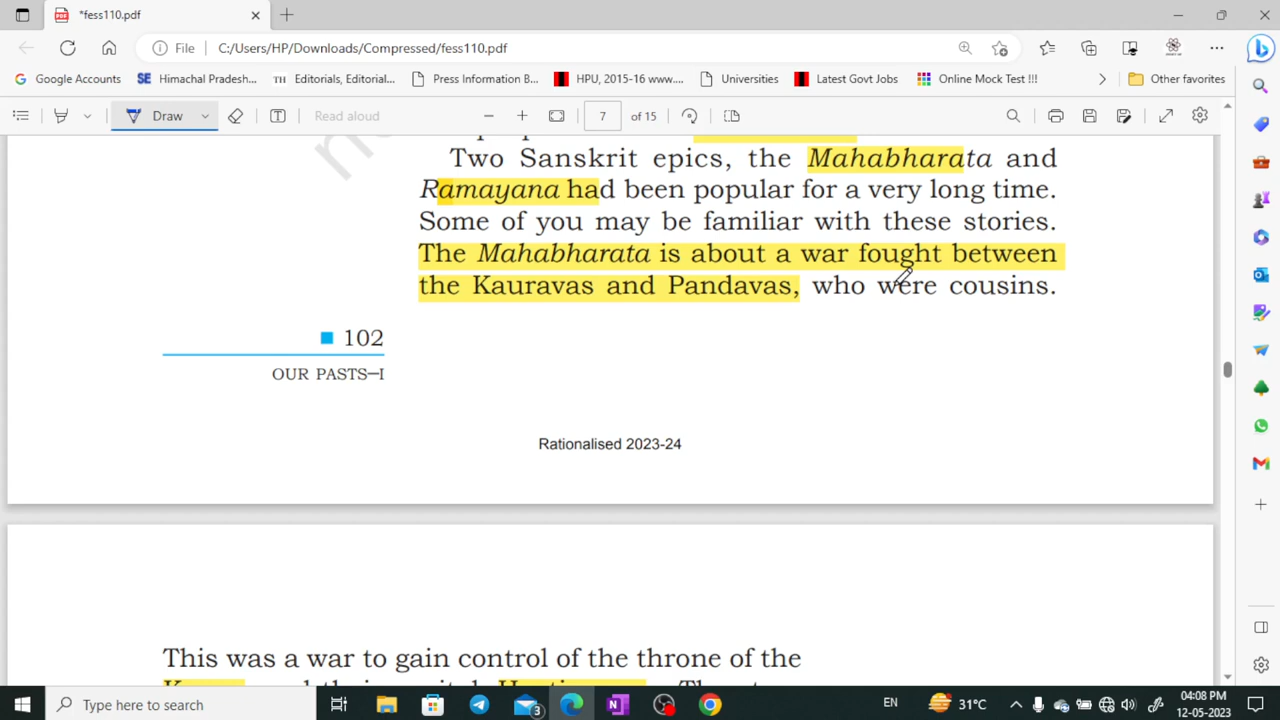 *fess110.pdf
File C:/Users/HP/Downloads/Compressed/fess110.pdf
Google Accounts SE Himachal Pradesh... TH Editorials, Editorial... Press Information B... HPU, 2015-16 www.... Universities Latest Govt Jobs Online Mock Test !!! Other favorites
Draw Read aloud 7 of 15
Two Sanskrit epics, the Mahabharata and
Ramayana had been popular for a very long time.
Some of you may be familiar with these stories.
The Mahabharata is about a war fought between
the Kauravas and Pandavas, who were cousins.
102
OUR PASTS—I
Rationalised 2023-24
This was a war to gain control of the throne of the
Type here to search 3 EN 31°C 04:08 PM
12-05-2023